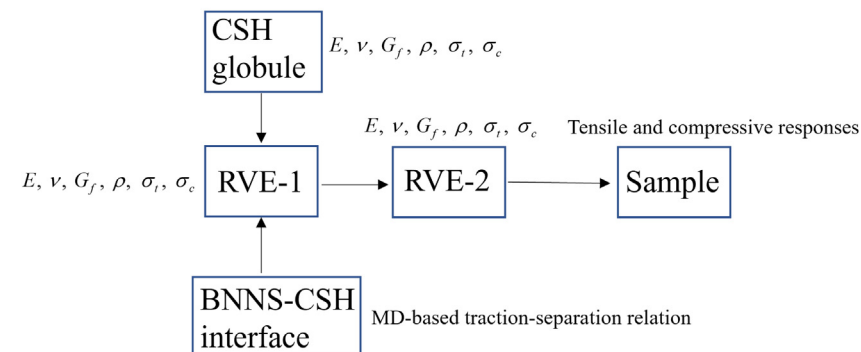 CSH
globule
E, ν, G_f, ρ, σ_t, σ_c
E, ν, G_f, ρ, σ_t, σ_c
Tensile and compressive responses
E, ν, G_f, ρ, σ_t, σ_c
RVE-1
RVE-2
Sample
BNNS-CSH
interface
MD-based traction-separation relation